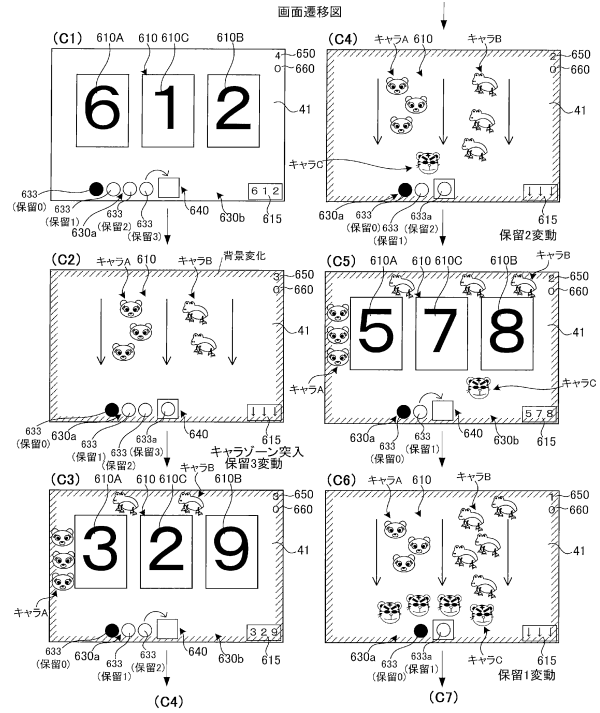 画面遷移図
(C1)
610A 610 610C 610B
4 650
0 660
6 1 2
41
633
(保留0)
633
(保留1)
630a
633
(保留2)
633
(保留3)
640
630b
6 1 2
615
(C2)
キャラA 610 キャラB
背景変化
3 650
0 660
41
633
(保留0)
630a
633
(保留1)
633
(保留2)
633a
(保留3)
640
↓↓↓
615
キャラゾーン突入
保留3変動
(C3)
610A 610 610C キャラB 610B
3 650
0 660
3 2 9
41
キャラA
633
(保留0)
630a
633
(保留1)
633
(保留2)
640
630b
3 2 9
615
(C4)
(C4)
キャラA 610 キャラB
2 650
0 660
41
キャラC
630a
633
(保留0)
633
(保留1)
633a
(保留2)
↓↓↓
615
保留2変動
(C5)
610A 610 610C 610B キャラB
2 650
0 660
5 7 8
41
キャラA
キャラC
633
(保留0)
630a
633
(保留1)
640
630b
5 7 8
615
(C6)
キャラA 610 キャラB
1 650
0 660
41
630a
633
(保留0)
633a
(保留1)
キャラC
↓↓↓
615
保留1変動
(C7)